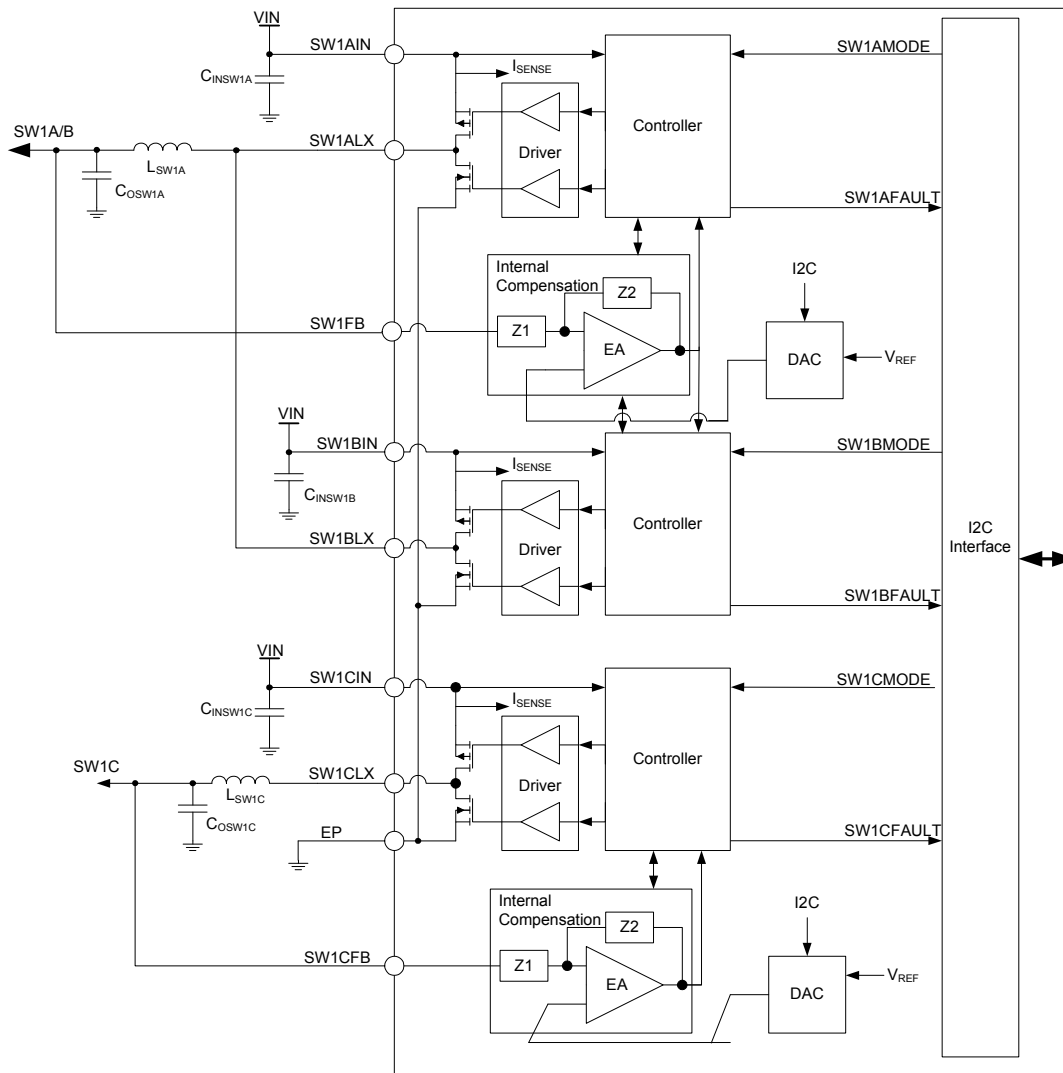 VIN
SW1AIN
SW1AMODE
CINSW1A
ISENSE
Controller
SW1A/B
SW1ALX
Driver
LSW1A
COSW1A
SW1AFAULT
Internal
Compensation
Z2
I2C
SW1FB
Z1
EA
DAC
VREF
VIN
SW1BIN
SW1BMODE
ISENSE
CINSW1B
Controller
I2C
Interface
SW1BLX
Driver
SW1BFAULT
VIN
SW1CIN
SW1CMODE
ISENSE
CINSW1C
Controller
SW1C
SW1CLX
Driver
LSW1C
COSW1C
EP
SW1CFAULT
Internal
Compensation
I2C
Z2
SW1CFB
Z1
EA
DAC
VREF